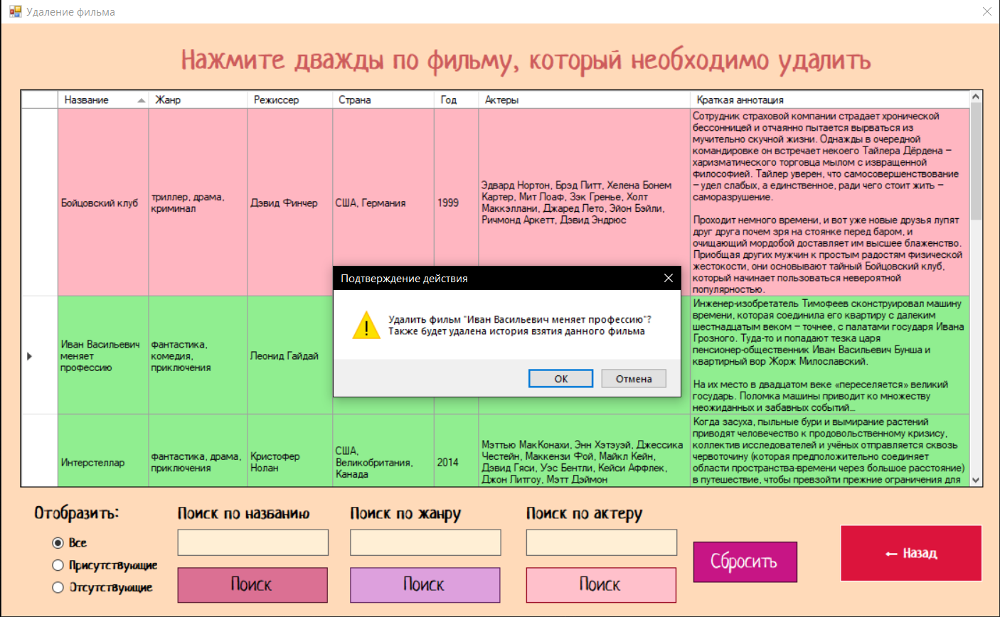 Удаление фильма
Нажмите дважды по фильму, который необходимо удалить
Название
Жанр
Режиссер
Страна
Год
Актеры
Краткая аннотация
Бойцовский клуб
триллер, драма,
криминал
Дэвид Финчер
США, Германия
1999
Эдвард Нортон, Брэд Питт, Хелена Бонем
Картер, Мит Лоаф, Зэк Гренье, Холт
Маккэллани, Джаред Лето, Эйон Бэйли,
Ричмонд Аркетт, Дэвид Эндрюс
Сотрудник страховой компании страдает хронической
бессонницей и отчаянно пытается вырваться из
мучительно скучной жизни. Однажды в очередной
командировке он встречает некоего Тайлера Дёрдена –
харизматического торговца мылом с извращенной
философией. Тайлер уверен, что самосовершенствование
– удел слабых, а единственное, ради чего стоит жить –
саморазрушение.
Проходит немного времени, и вот уже новые друзья лупят
друг друга почем зря на стоянке перед баром, и
очищающий мордобой доставляет им высшее блаженство.
Приобщая других мужчин к простым радостям физической
жестокости, они основывают тайный Бойцовский клуб,
который начинает пользоваться невероятной
популярностью.
Иван Васильевич
меняет
профессию
фантастика,
комедия,
приключения
Леонид Гайдай
Инженер-изобретатель Тимофеев сконструировал машину
времени, которая соединила его квартиру с далеким
шестнадцатым веком – точнее, с палатами государя Ивана
Грозного. Туда-то и попадают тезка царя
пенсионер-общественник Иван Васильевич Бунша и
квартирный вор Жорж Милославский.
На их место в двадцатом веке «переселяется» великий
государь. Поломка машины приводит ко множеству
неожиданных и забавных событий...
Подтверждение действия
Удалить фильм "Иван Васильевич меняет профессию"?
Также будет удалена история взятия данного фильма
ОК
Отмена
Интерстеллар
фантастика, драма,
приключения
Кристофер
Нолан
США,
Великобритания,
Канада
2014
Мэттью МакКонахи, Энн Хэтэуэй, Джессика
Честейн, Маккензи Фой, Майкл Кейн,
Дэвид Гяси, Уэс Бентли, Кейси Аффлек,
Джон Литгоу, Мэтт Дэймон
Когда засуха, пыльные бури и вымирание растений
приводят человечество к продовольственному кризису,
коллектив исследователей и учёных отправляется сквозь
червоточину (которая предположительно соединяет
области пространства-времени через большое расстояние)
в путешествие, чтобы превзойти прежние ограничения для
Отобразить:
Все
Присутствующие
Отсутствующие
Поиск по названию
Поиск
Поиск по жанру
Поиск
Поиск по актеру
Поиск
Сбросить
← Назад